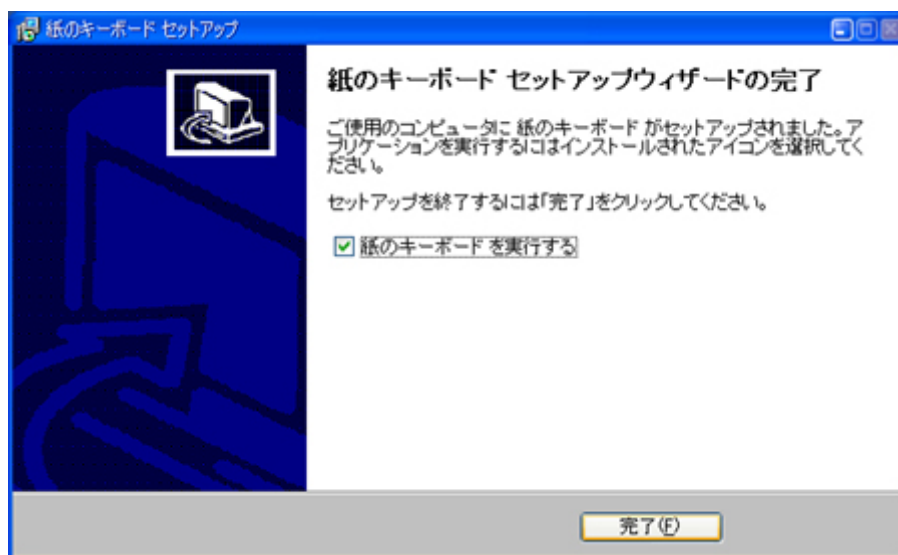 紙のキーボード セットアップ
紙のキーボード セットアップウィザードの完了
ご使用のコンピュータに 紙のキーボード がセットアップされました。ア
プリケーションを実行するにはインストールされたアイコンを選択してく
ださい。
セットアップを終了するには「完了」をクリックしてください。
紙のキーボード を実行する
完了(F)